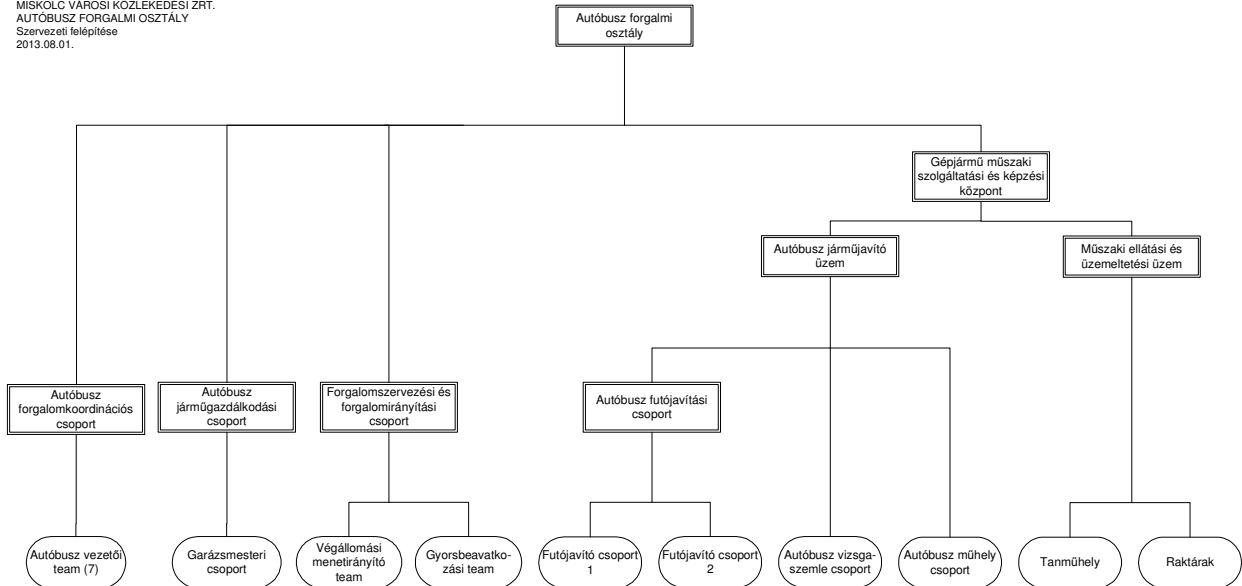 MISKOLC VÁROSI KÖZLEKEDÉSI ZRT.
AUTÓBUSZ FORGALMI OSZTÁLY
Szervezeti felépítése
2013.08.01.
Autóbusz forgalmi
osztály
Gépjármű műszaki
szolgáltatási és képzési
központ
Autóbusz járműjavító
üzem
Műszaki ellátási és
üzemeltetési üzem
Autóbusz
forgalomkoordinációs
csoport
Autóbusz
járműgazdálkodási
csoport
Forgalomszervezési és
forgalomirányítási
csoport
Autóbusz futójavítási
csoport
Autóbusz vezetői
team (7)
Garázsmesteri
csoport
Végállomási
menetirányító
team
Gyorsbeavatko-
zási team
Futójavító csoport
1
Futójavító csoport
2
Autóbusz vizsga-
szemle csoport
Autóbusz műhely
csoport
Tanműhely
Raktárak